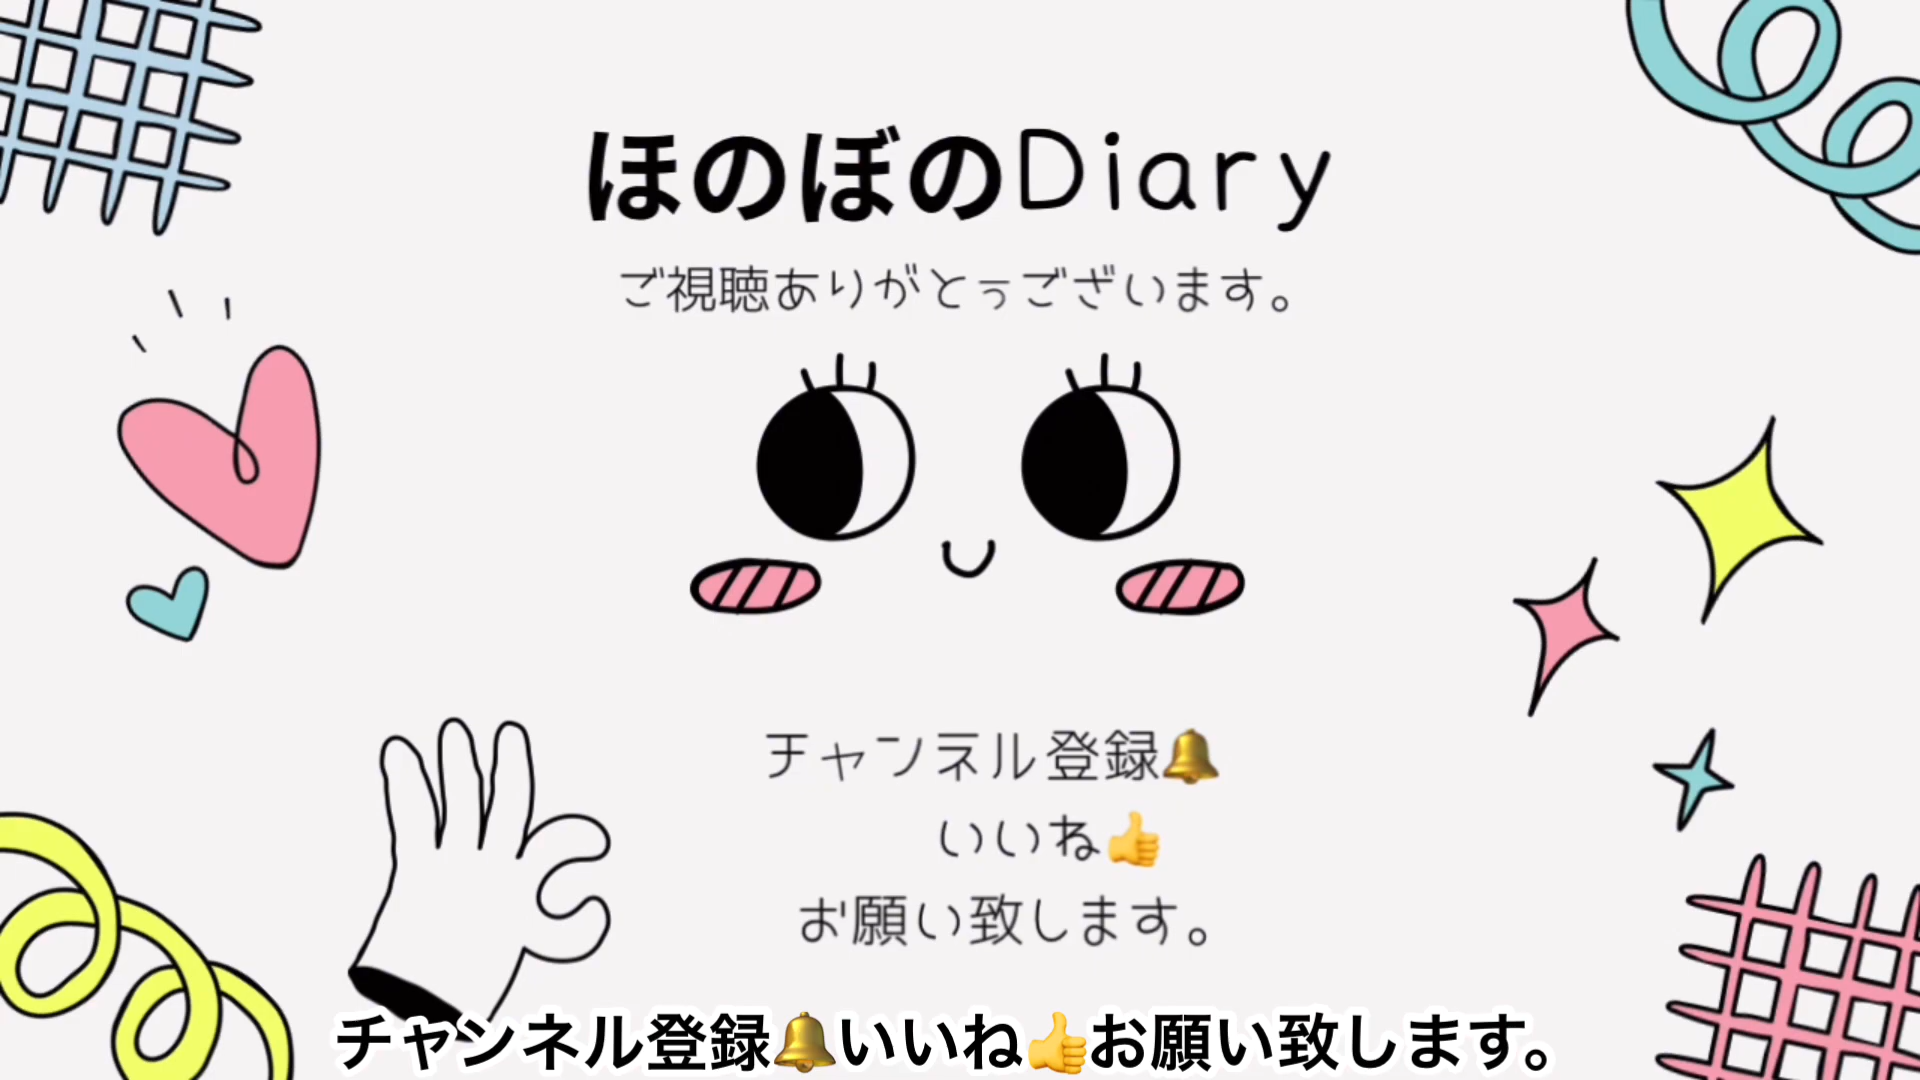 ほのぼのDiary
ご視聴ありがとぅございます。
チャンネル登録🔔
いいね👍
お願い致します。
チャンネル登録🔔いいね👍お願い致します。